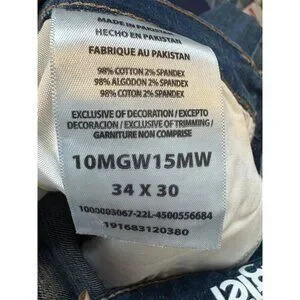 MADE IN PAKISTAN
HECHO EN PAKISTAN
FABRIQUE AU PAKISTAN
98% COTTON 2% SPANDEX
98% ALGODON 2% SPANDEX
98% COTON 2% SPANDEX
EXCLUSIVE OF DECORATION / EXCEPTO
DECORACION / EXCLUSIVE OF TRIMMING /
GARNITURE NON COMPRISE
10MGW15MW
34 X 30
1000003067-22L-4500556684
191683120380